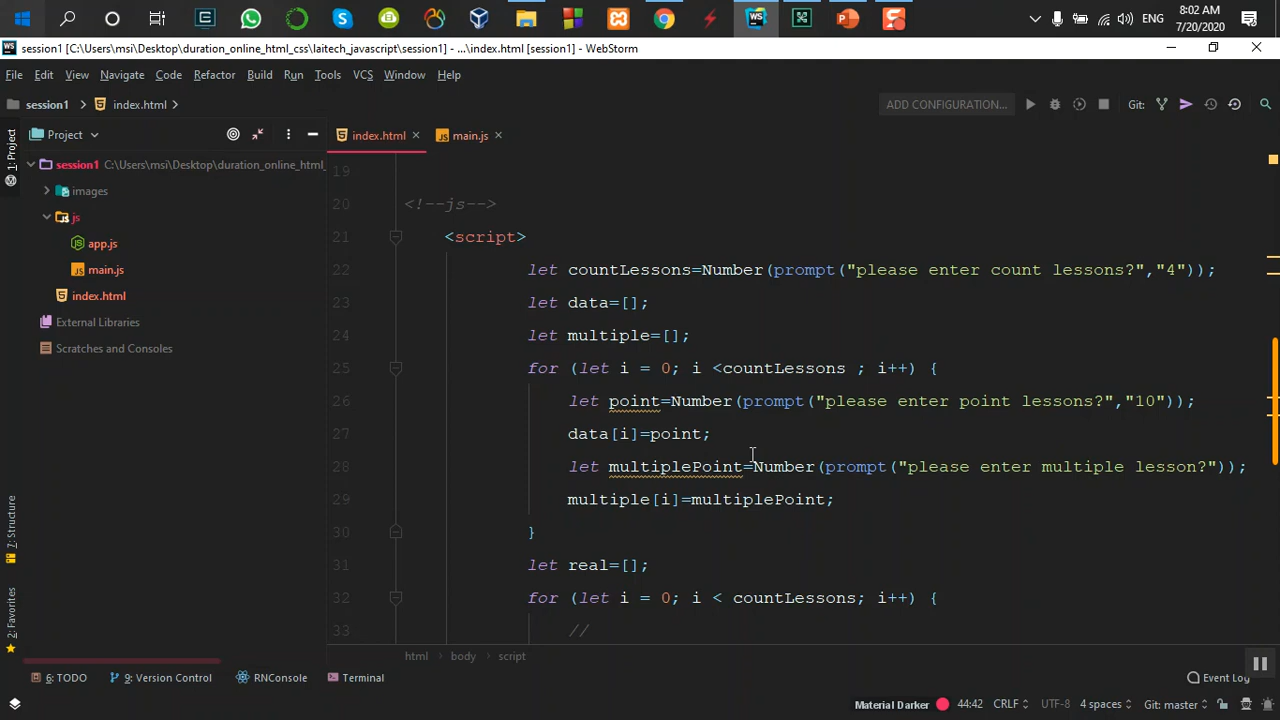 8:02 AM
ENG
7/20/2020
session1 [C:\Users\msi\Desktop\duration_online_html_css\laitech_javascript\session1] - ...\index.html [session1] - WebStorm
File Edit View Navigate Code Refactor Build Run Tools VCS Window Help
session1 index.html
ADD CONFIGURATION...
Git:
Project
index.html
main.js
1: Project
session1 C:\Users\msi\Desktop\duration_online_html_
images
js
app.js
main.js
index.html
External Libraries
Scratches and Consoles
19
20 <!--js-->
21 <script>
22 let countLessons=Number(prompt("please enter count lessons?","4"));
23 let data=[];
24 let multiple=[];
25 for (let i = 0; i <countLessons ; i++) {
26 let point=Number(prompt("please enter point lessons?","10"));
27 data[i]=point;
28 let multiplePoint=Number(prompt("please enter multiple lesson?"));
29 multiple[i]=multiplePoint;
30 }
31 let real=[];
32 for (let i = 0; i < countLessons; i++) {
33 //
7: Structure
2: Favorites
html body script
6: TODO
9: Version Control
RNConsole
Terminal
Event Log
Material Darker
44:42 CRLF UTF-8 4 spaces Git: master